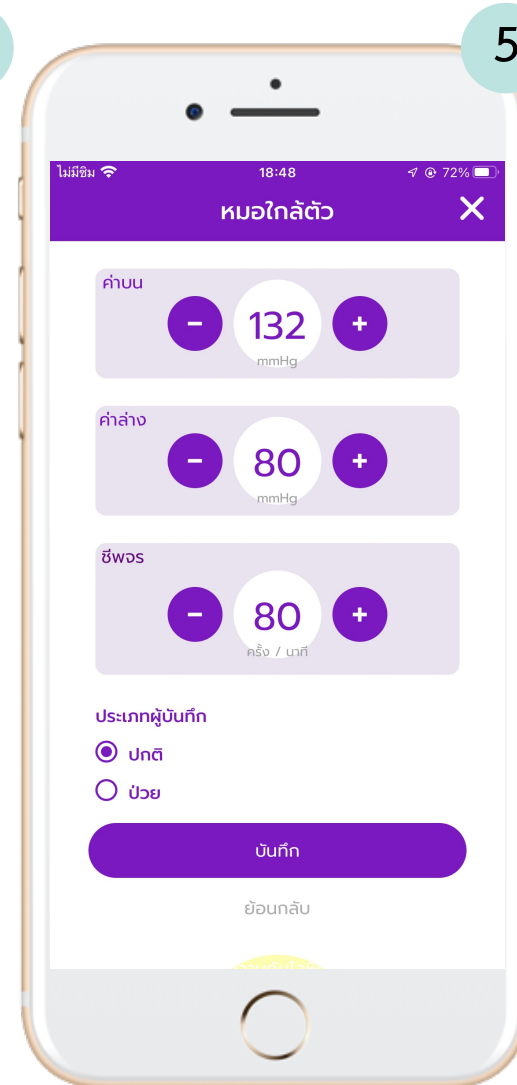 5
ไม่มีซิม 18:48 72%
หมอใกล้ตัว
ค่าบน
- 132 +
mmHg
ค่าล่าง
- 80 +
mmHg
ชีพจร
- 80 +
ครั้ง / นาที
ประเภทผู้บันทึก
ปกติ
ป่วย
บันทึก
ย้อนกลับ